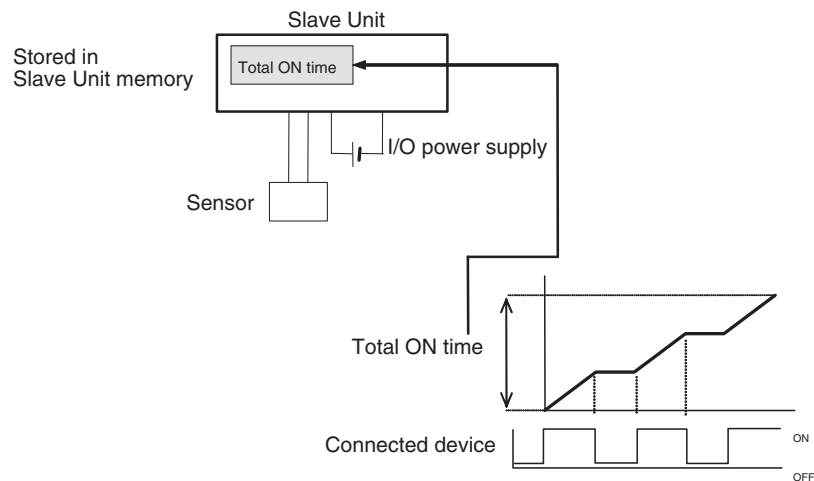 Slave Unit
Stored in
Slave Unit memory
Total ON time
I/O power supply
Sensor
Total ON time
Connected device
ON
OFF